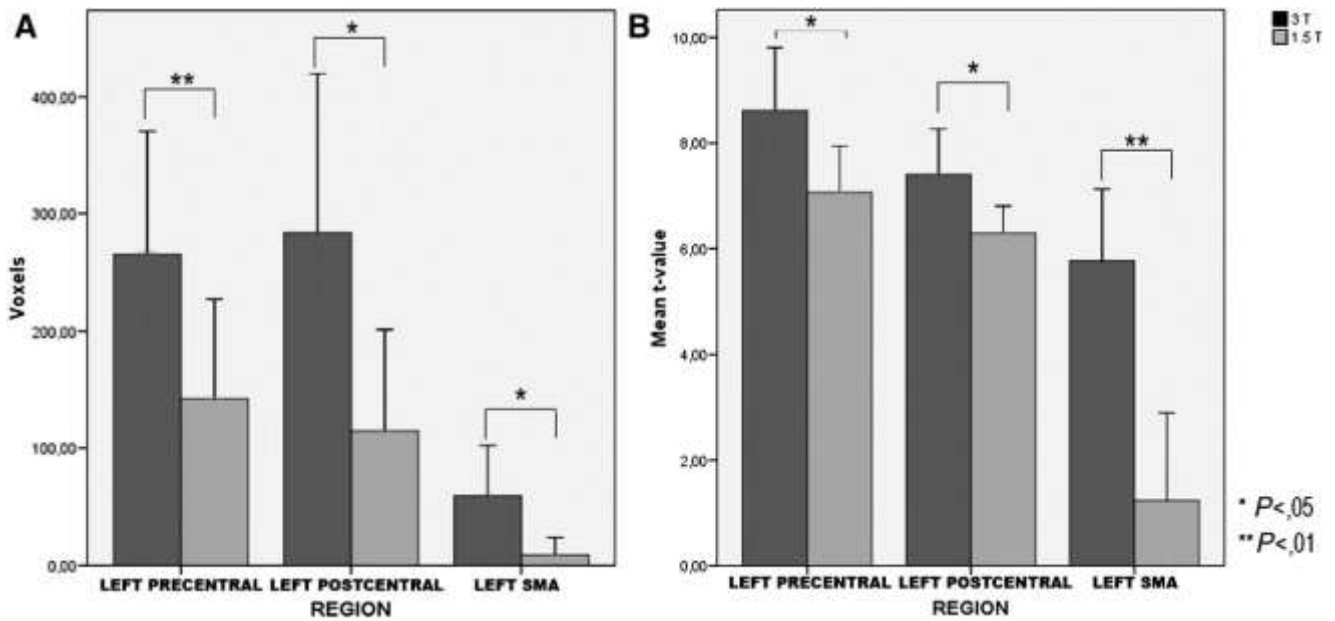 A
**
*
*
Voxels
400,00
300,00
200,00
100,00
0,00
LEFT PRECENTRAL LEFT POSTCENTRAL LEFT SMA
REGION
B
*
*
**
Mean t-value
10,00
8,00
6,00
4,00
2,00
0,00
LEFT PRECENTRAL LEFT POSTCENTRAL LEFT SMA
REGION
3 T
1.5 T
* P<,05
** P<,01